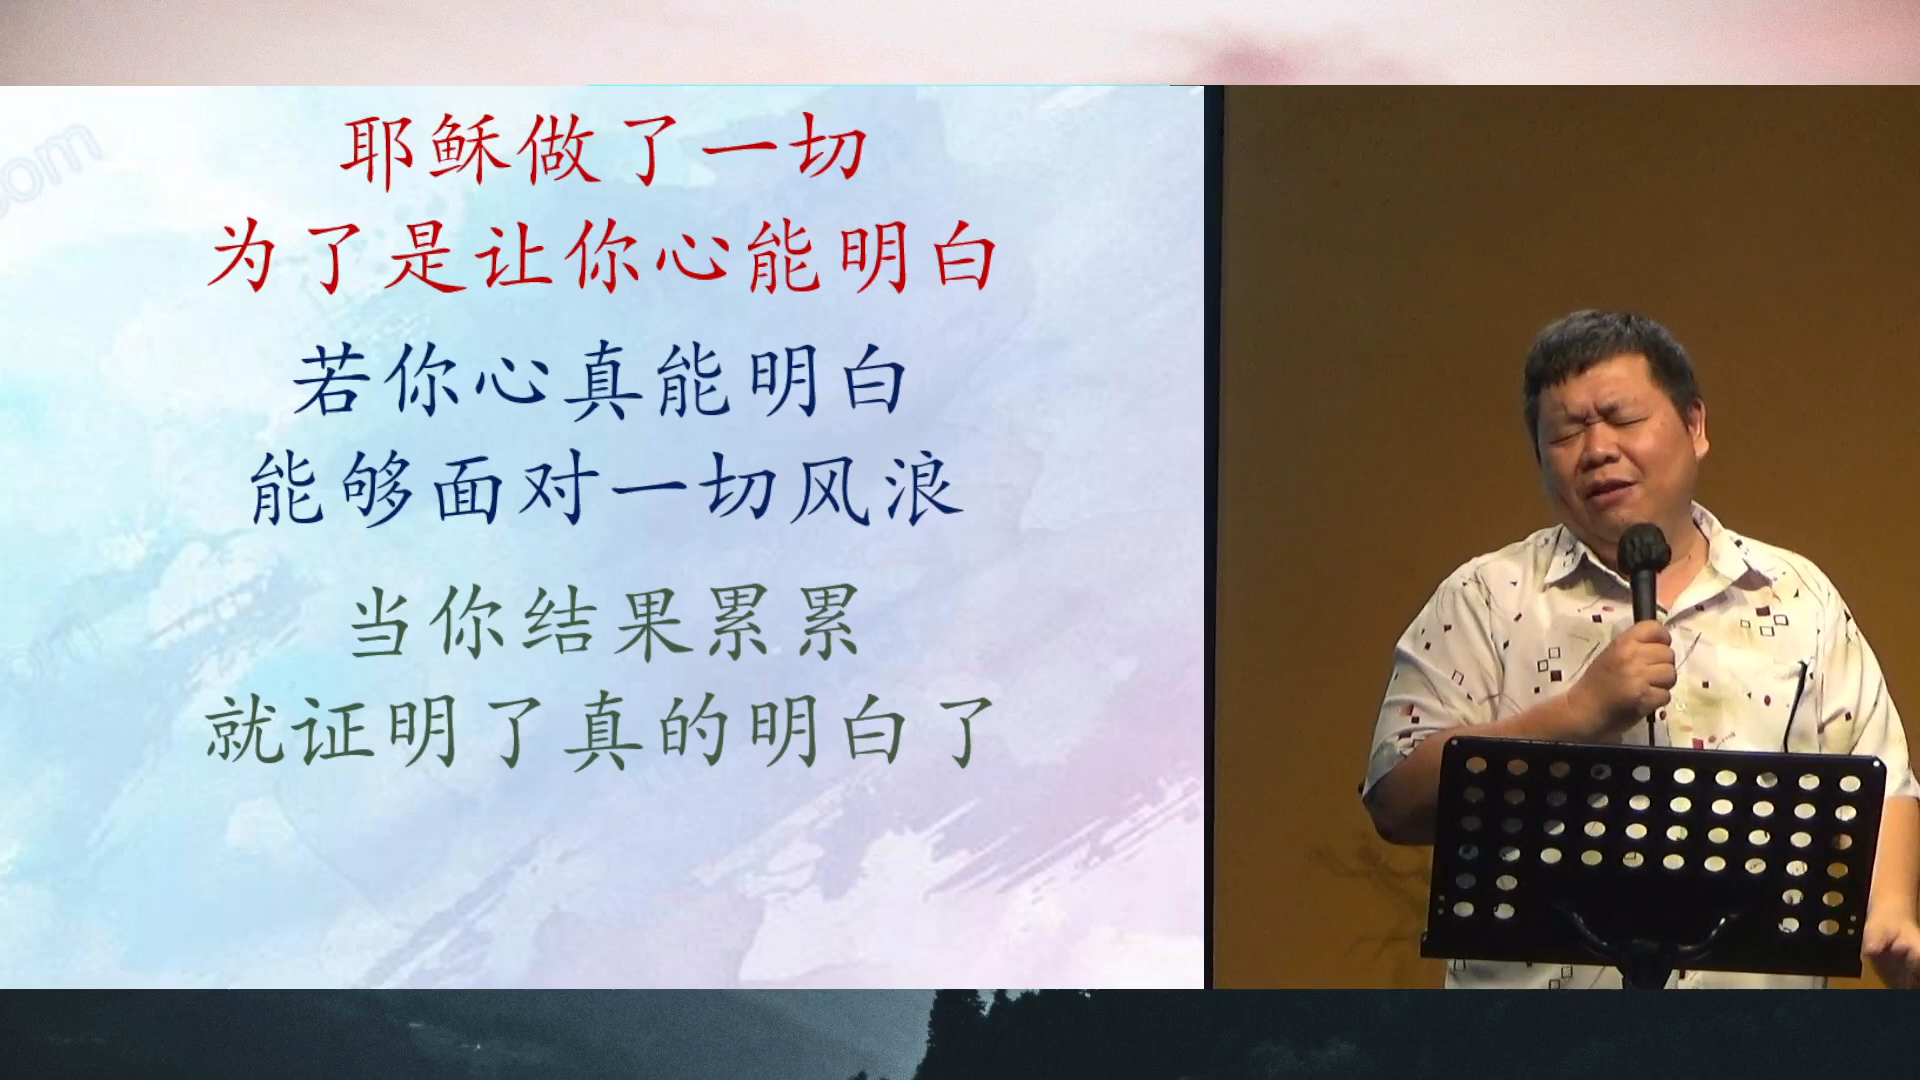 耶稣做了一切
为了是让你心能明白
若你心真能明白
能够面对一切风浪
当你结果累累
就证明了真的明白了
com